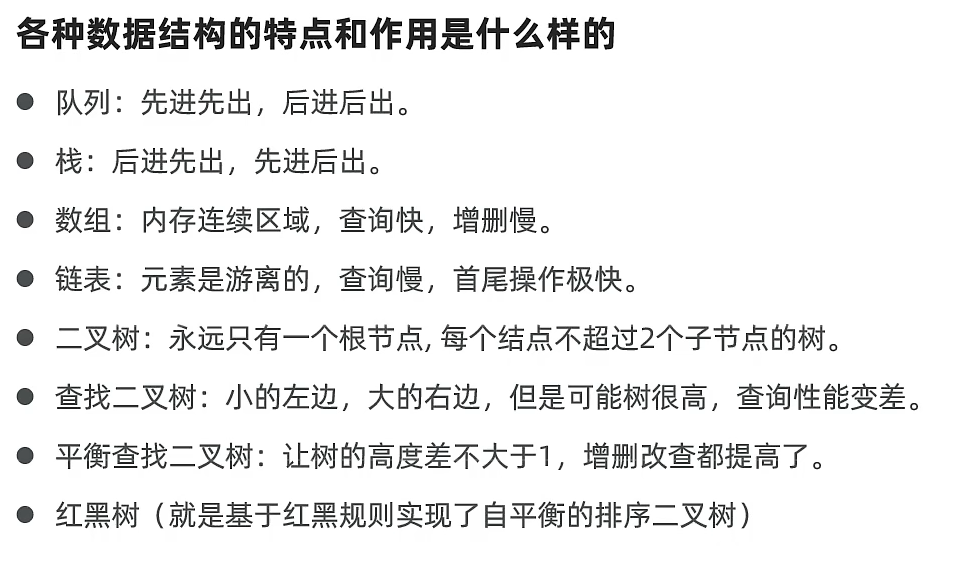 各种数据结构的特点和作用是什么样的
● 队列：先进先出，后进后出。
● 栈：后进先出，先进后出。
● 数组：内存连续区域，查询快，增删慢。
● 链表：元素是游离的，查询慢，首尾操作极快。
● 二叉树：永远只有一个根节点, 每个结点不超过2个子节点的树。
● 查找二叉树：小的左边，大的右边，但是可能树很高，查询性能变差。
● 平衡查找二叉树：让树的高度差不大于1，增删改查都提高了。
● 红黑树（就是基于红黑规则实现了自平衡的排序二叉树）